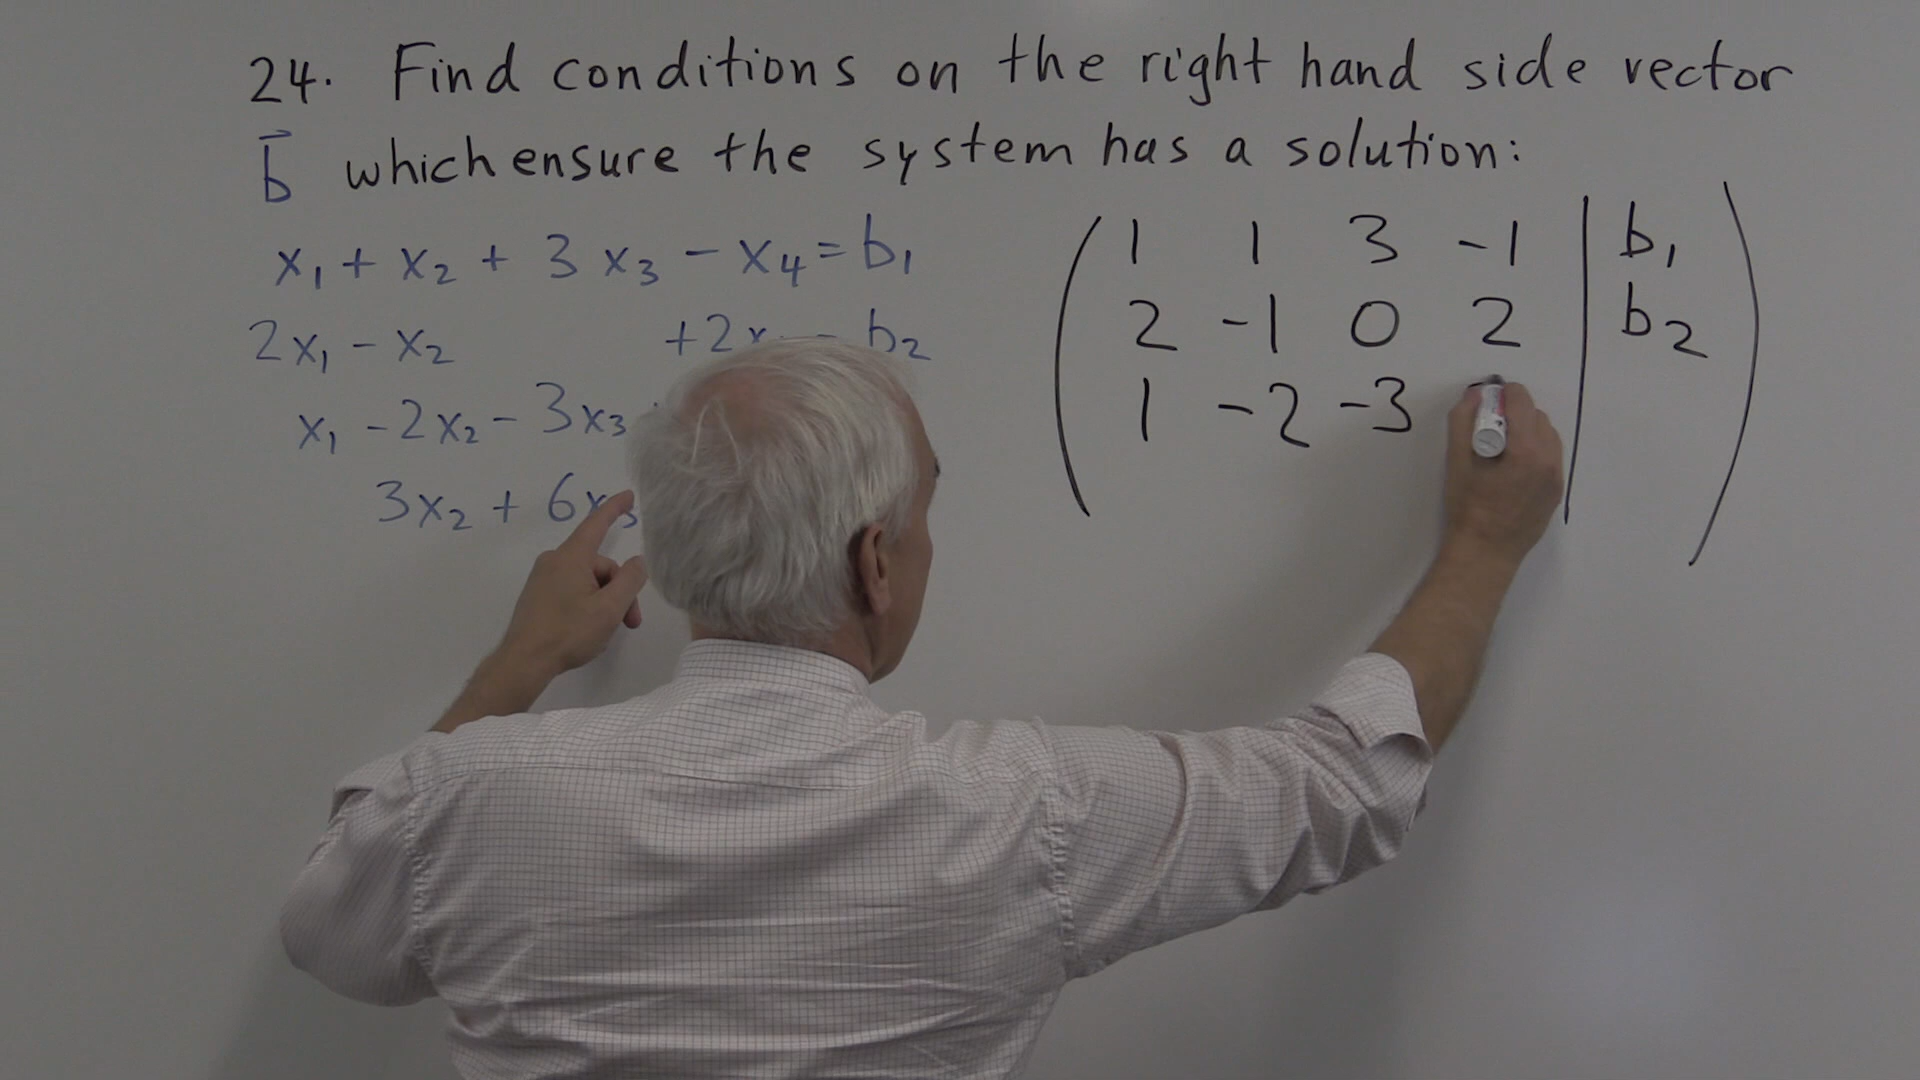 24. Find conditions on the right hand side vector
b⃗ which ensure the system has a solution:
x₁ + x₂ + 3x₃ - x₄ = b₁
2x₁ - x₂ +2x b₂
x₁ - 2x₂ - 3x₃
3x₂ + 6x₃
1 1 3 -1 | b₁
2 -1 0 2 | b₂
1 -2 -3